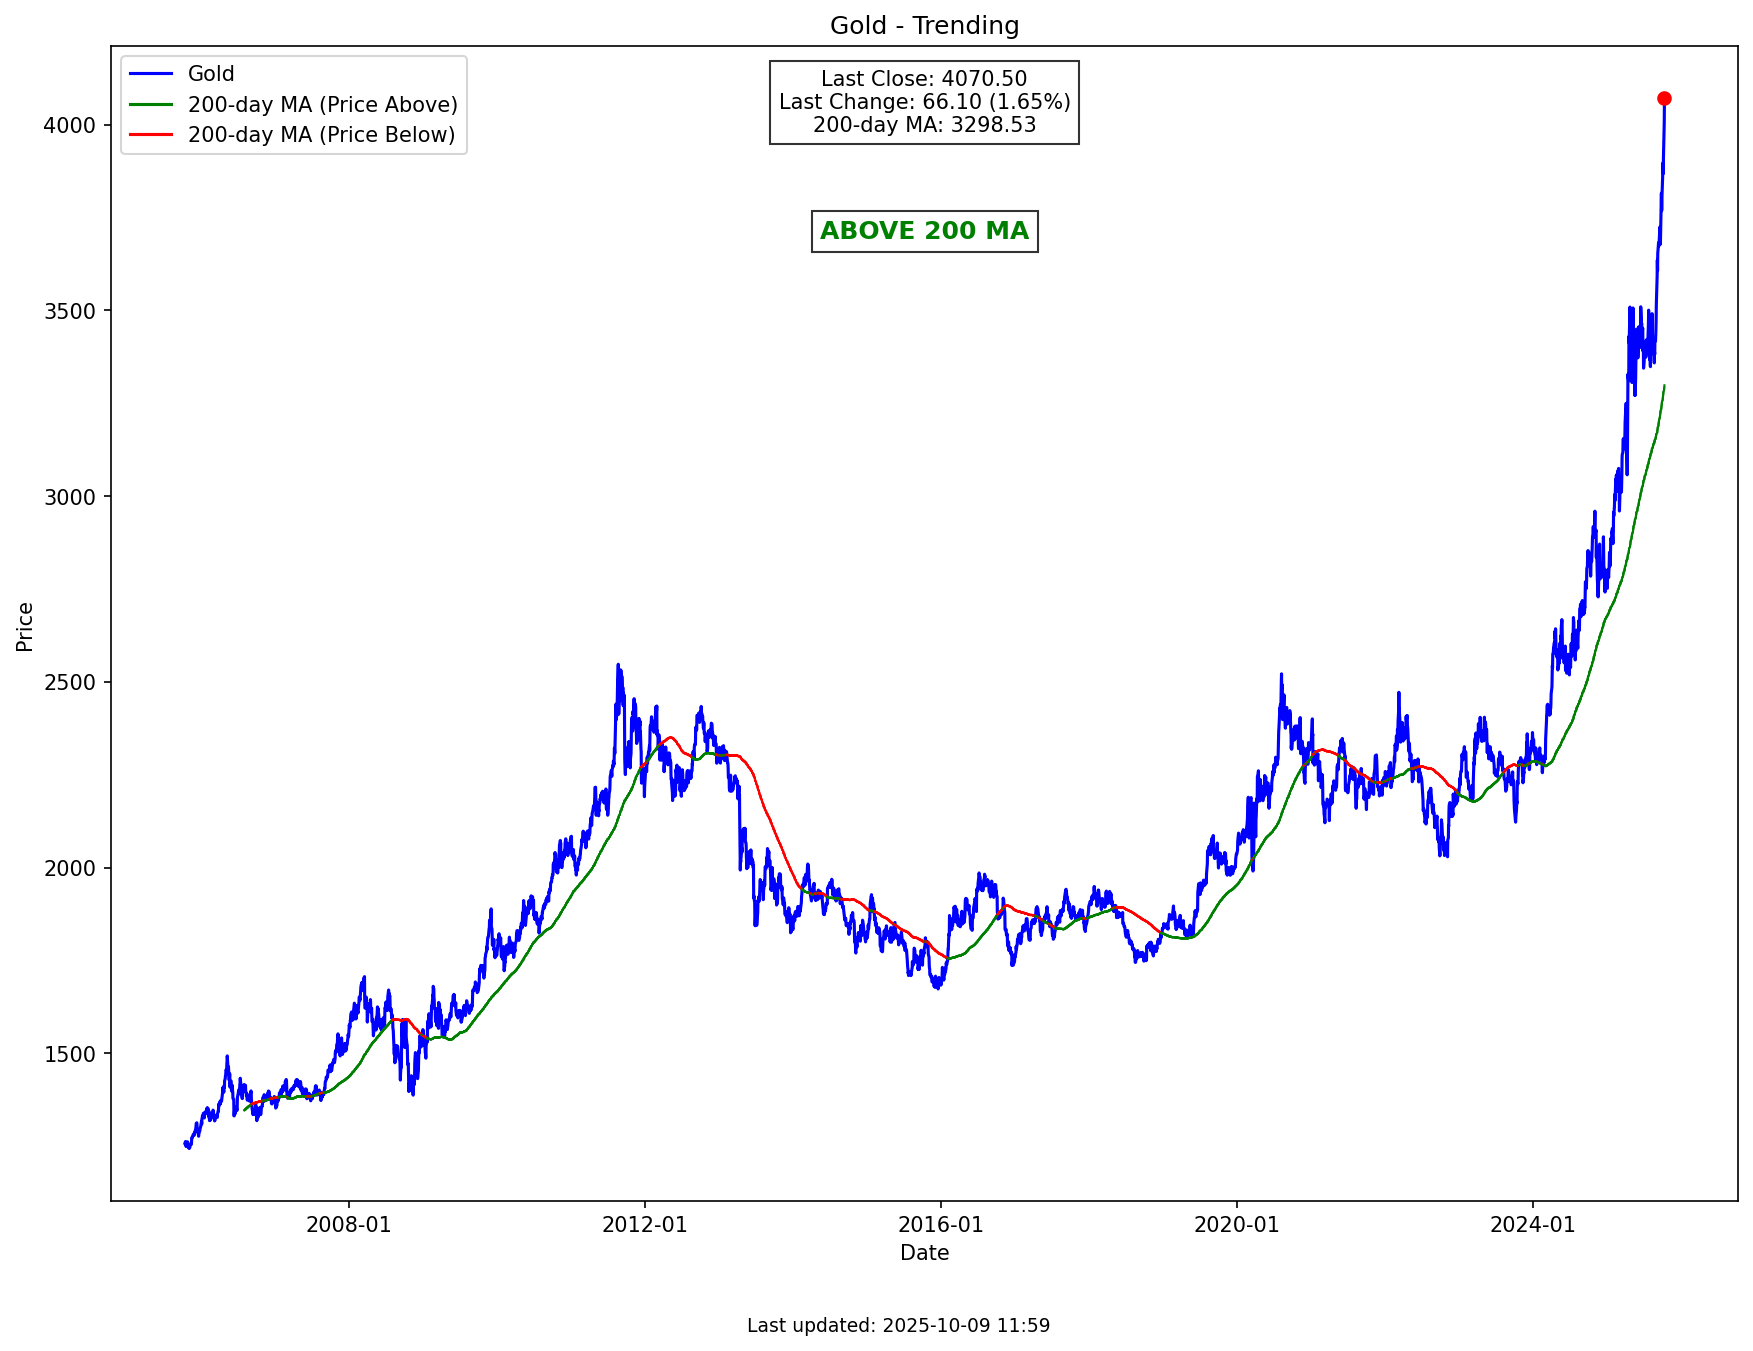 Gold - Trending
Gold
200-day MA (Price Above)
200-day MA (Price Below)
Last Close: 4070.50
Last Change: 66.10 (1.65%)
200-day MA: 3298.53
ABOVE 200 MA
Price
4000
3500
3000
2500
2000
1500
2008-01
2012-01
2016-01
2020-01
2024-01
Date
Last updated: 2025-10-09 11:59